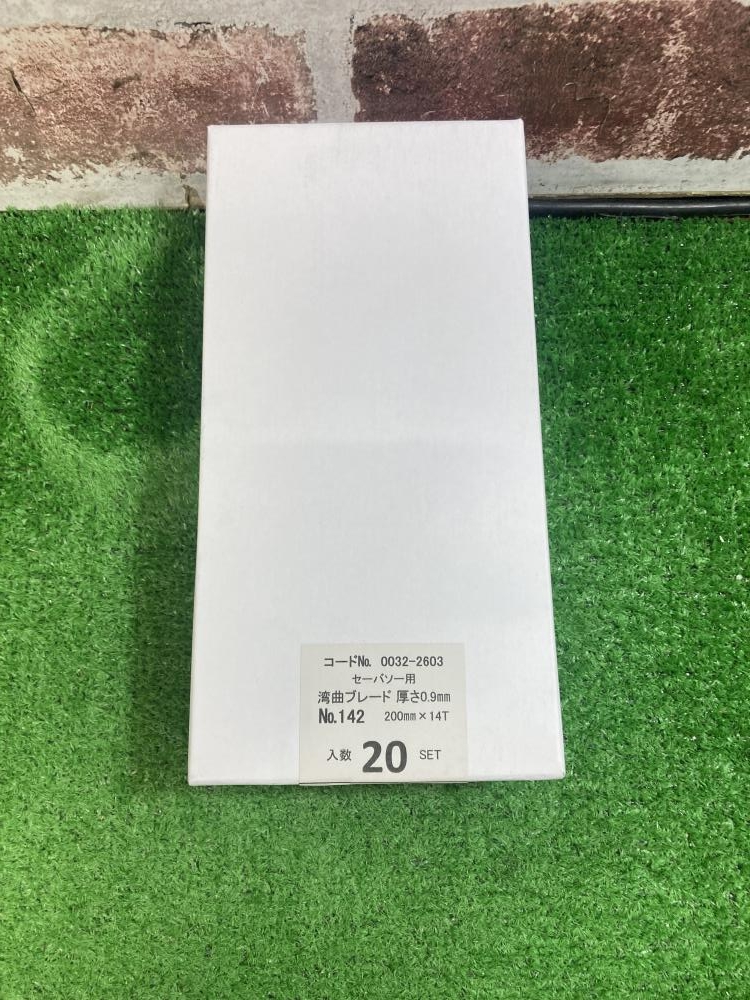 コードNo. 0032-2603
セーバソー用
湾曲ブレード 厚さ0.9mm
No.142 200mm×14T
入数 20 SET